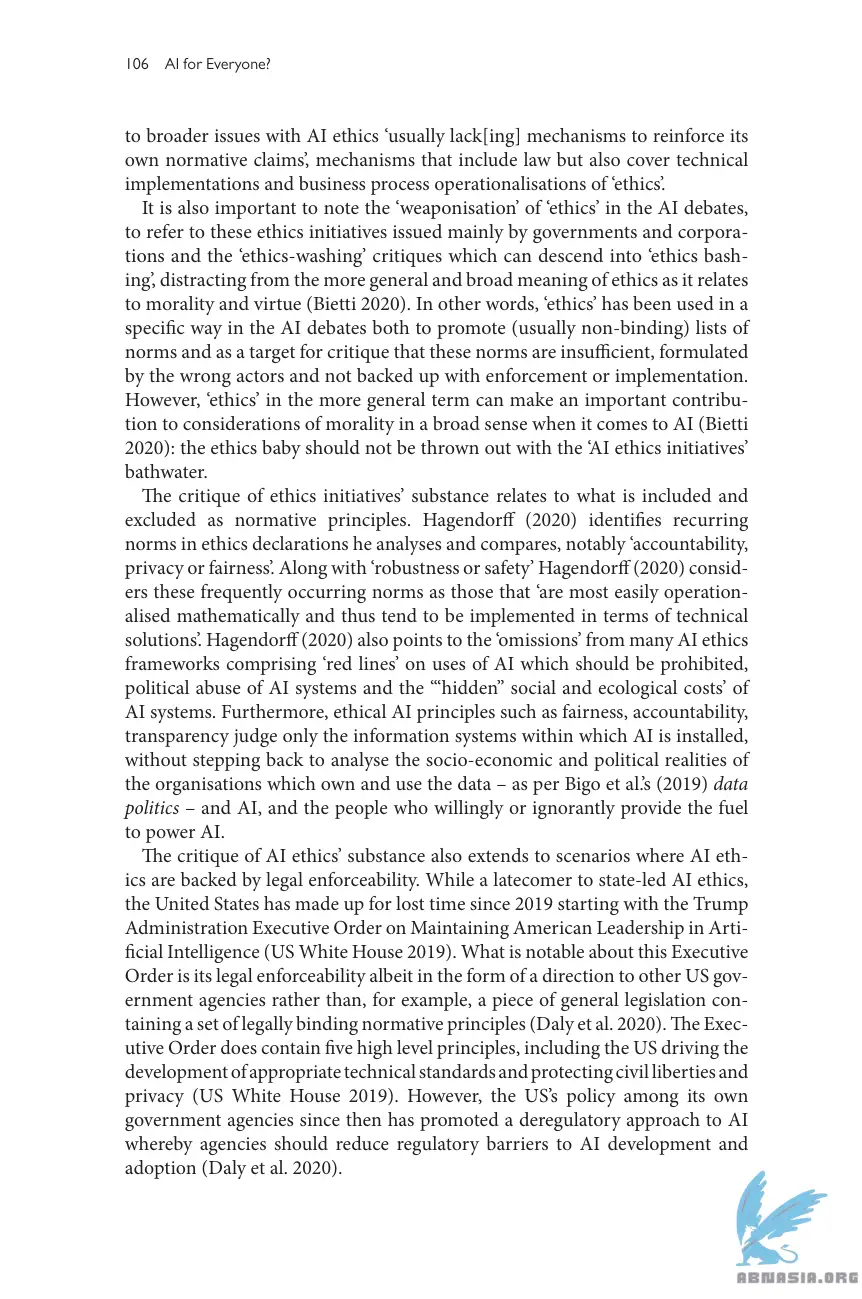 106 AI for Everyone?
to broader issues with AI ethics ‘usually lack[ing] mechanisms to reinforce its
own normative claims’, mechanisms that include law but also cover technical
implementations and business process operationalisations of ‘ethics’.
It is also important to note the ‘weaponisation’ of ‘ethics’ in the AI debates,
to refer to these ethics initiatives issued mainly by governments and corpora-
tions and the ‘ethics-washing’ critiques which can descend into ‘ethics bash-
ing’, distracting from the more general and broad meaning of ethics as it relates
to morality and virtue (Bietti 2020). In other words, ‘ethics’ has been used in a
specific way in the AI debates both to promote (usually non-binding) lists of
norms and as a target for critique that these norms are insufficient, formulated
by the wrong actors and not backed up with enforcement or implementation.
However, ‘ethics’ in the more general term can make an important contribu-
tion to considerations of morality in a broad sense when it comes to AI (Bietti
2020): the ethics baby should not be thrown out with the ‘AI ethics initiatives’
bathwater.
The critique of ethics initiatives’ substance relates to what is included and
excluded as normative principles. Hagendorff (2020) identifies recurring
norms in ethics declarations he analyses and compares, notably ‘accountability,
privacy or fairness’. Along with ‘robustness or safety’ Hagendorff (2020) consid-
ers these frequently occurring norms as those that ‘are most easily operation-
alised mathematically and thus tend to be implemented in terms of technical
solutions’. Hagendorff (2020) also points to the ‘omissions’ from many AI ethics
frameworks comprising ‘red lines’ on uses of AI which should be prohibited,
political abuse of AI systems and the ‘“hidden” social and ecological costs’ of
AI systems. Furthermore, ethical AI principles such as fairness, accountability,
transparency judge only the information systems within which AI is installed,
without stepping back to analyse the socio-economic and political realities of
the organisations which own and use the data – as per Bigo et al.’s (2019) data
politics – and AI, and the people who willingly or ignorantly provide the fuel
to power AI.
The critique of AI ethics’ substance also extends to scenarios where AI eth-
ics are backed by legal enforceability. While a latecomer to state-led AI ethics,
the United States has made up for lost time since 2019 starting with the Trump
Administration Executive Order on Maintaining American Leadership in Arti-
ficial Intelligence (US White House 2019). What is notable about this Executive
Order is its legal enforceability albeit in the form of a direction to other US gov-
ernment agencies rather than, for example, a piece of general legislation con-
taining a set of legally binding normative principles (Daly et al. 2020). The Exec-
utive Order does contain five high level principles, including the US driving the
development of appropriate technical standards and protecting civil liberties and
privacy (US White House 2019). However, the US’s policy among its own
government agencies since then has promoted a deregulatory approach to AI
whereby agencies should reduce regulatory barriers to AI development and
adoption (Daly et al. 2020).
ABNASIA.ORG